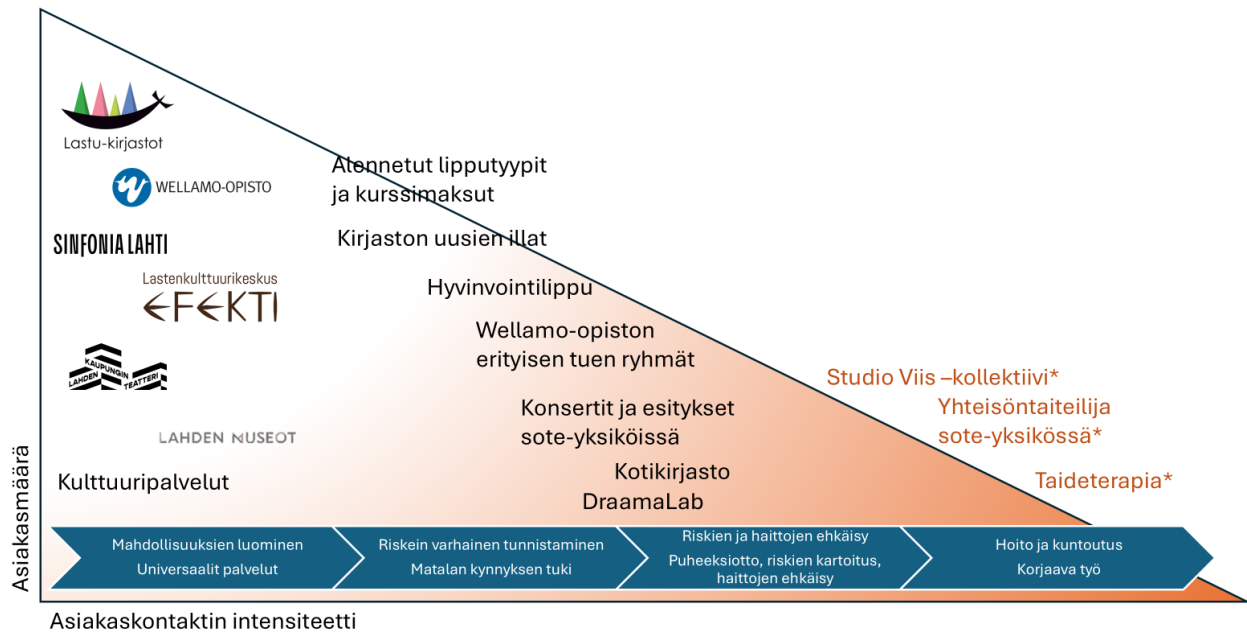 Lastu-kirjastot
WELLAMO-OPISTO
SINFONIA LAHTI
Lastenkulttuurikeskus
EFEKTI
LAHDEN
KAUPUNGIN
TEATTERI
LAHDEN MUSEOT
Kulttuuripalvelut
Alennetut lipputyypit
ja kurssimaksut
Kirjaston uusien illat
Hyvinvointilippu
Wellamo-opiston
erityisen tuen ryhmät
Konsertit ja esitykset
sote-yksiköissä
Kotikirjasto
DraamaLab
Studio Viis –kollektiivi*
Yhteisöntaiteilija
sote-yksikössä*
Taideterapia*
Asiakasmäärä
Mahdollisuuksien luominen
Universaalit palvelut
Riskein varhainen tunnistaminen
Matalan kynnyksen tuki
Riskien ja haittojen ehkäisy
Puheeksiotto, riskien kartoitus,
haittojen ehkäisy
Hoito ja kuntoutus
Korjaava työ
Asiakaskontaktin intensiteetti